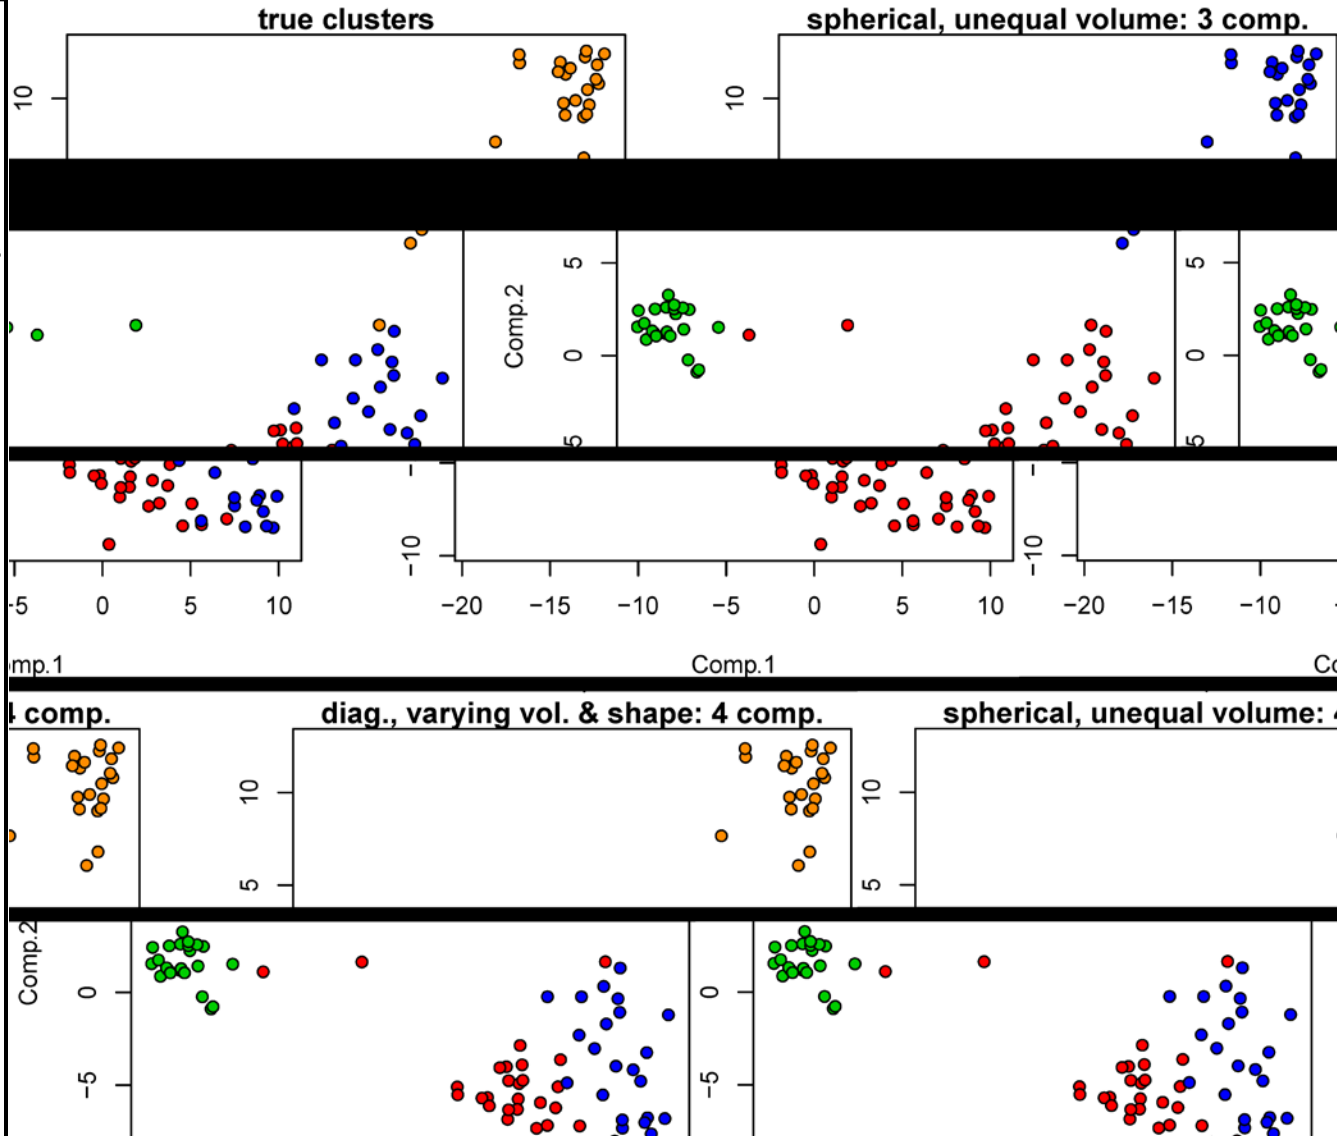 true clusters
spherical, unequal volume: 3 comp.
10
10
Comp.2
5
0
5
0
−10
−10
−5 0 5 10
−20 −15 −10 −5 0 5 10
−20 −15 −10
Comp.1
4 comp.
diag., varying vol. & shape: 4 comp.
spherical, unequal volume:
10
5
10
5
Comp.2
0
−5
0
−5